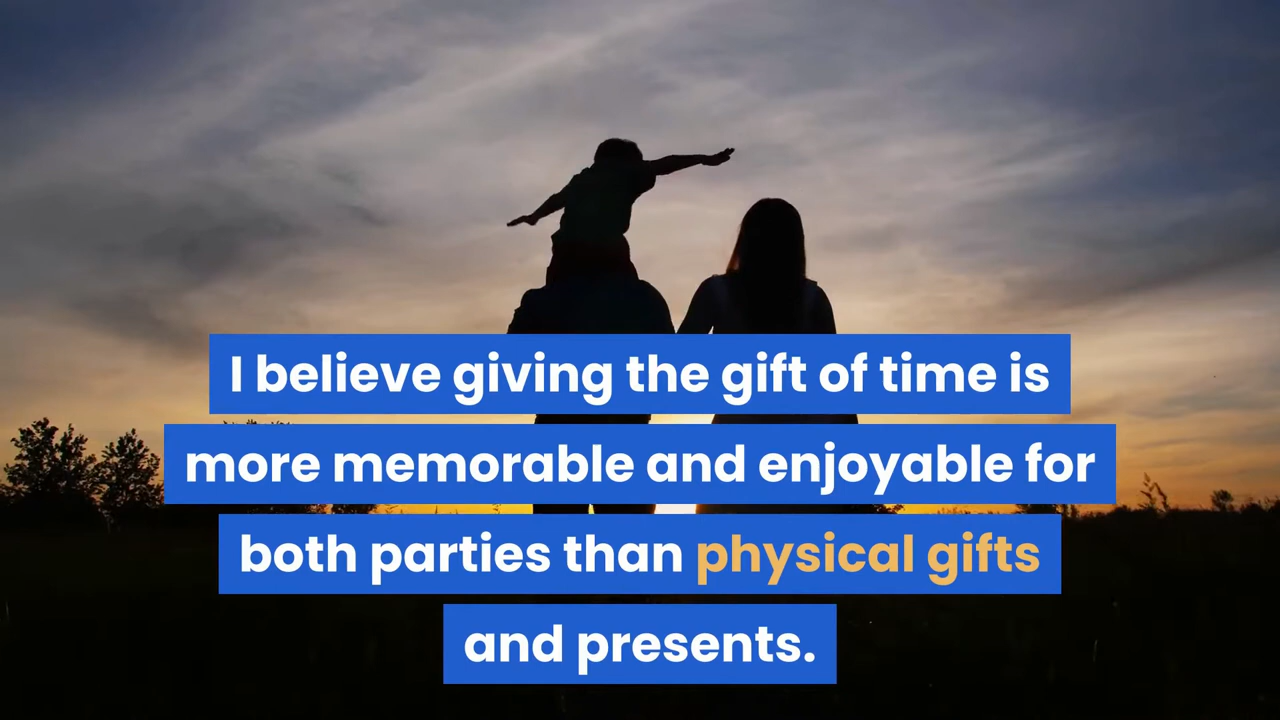 I believe giving the gift of time is
more memorable and enjoyable for
both parties than physical gifts
and presents.